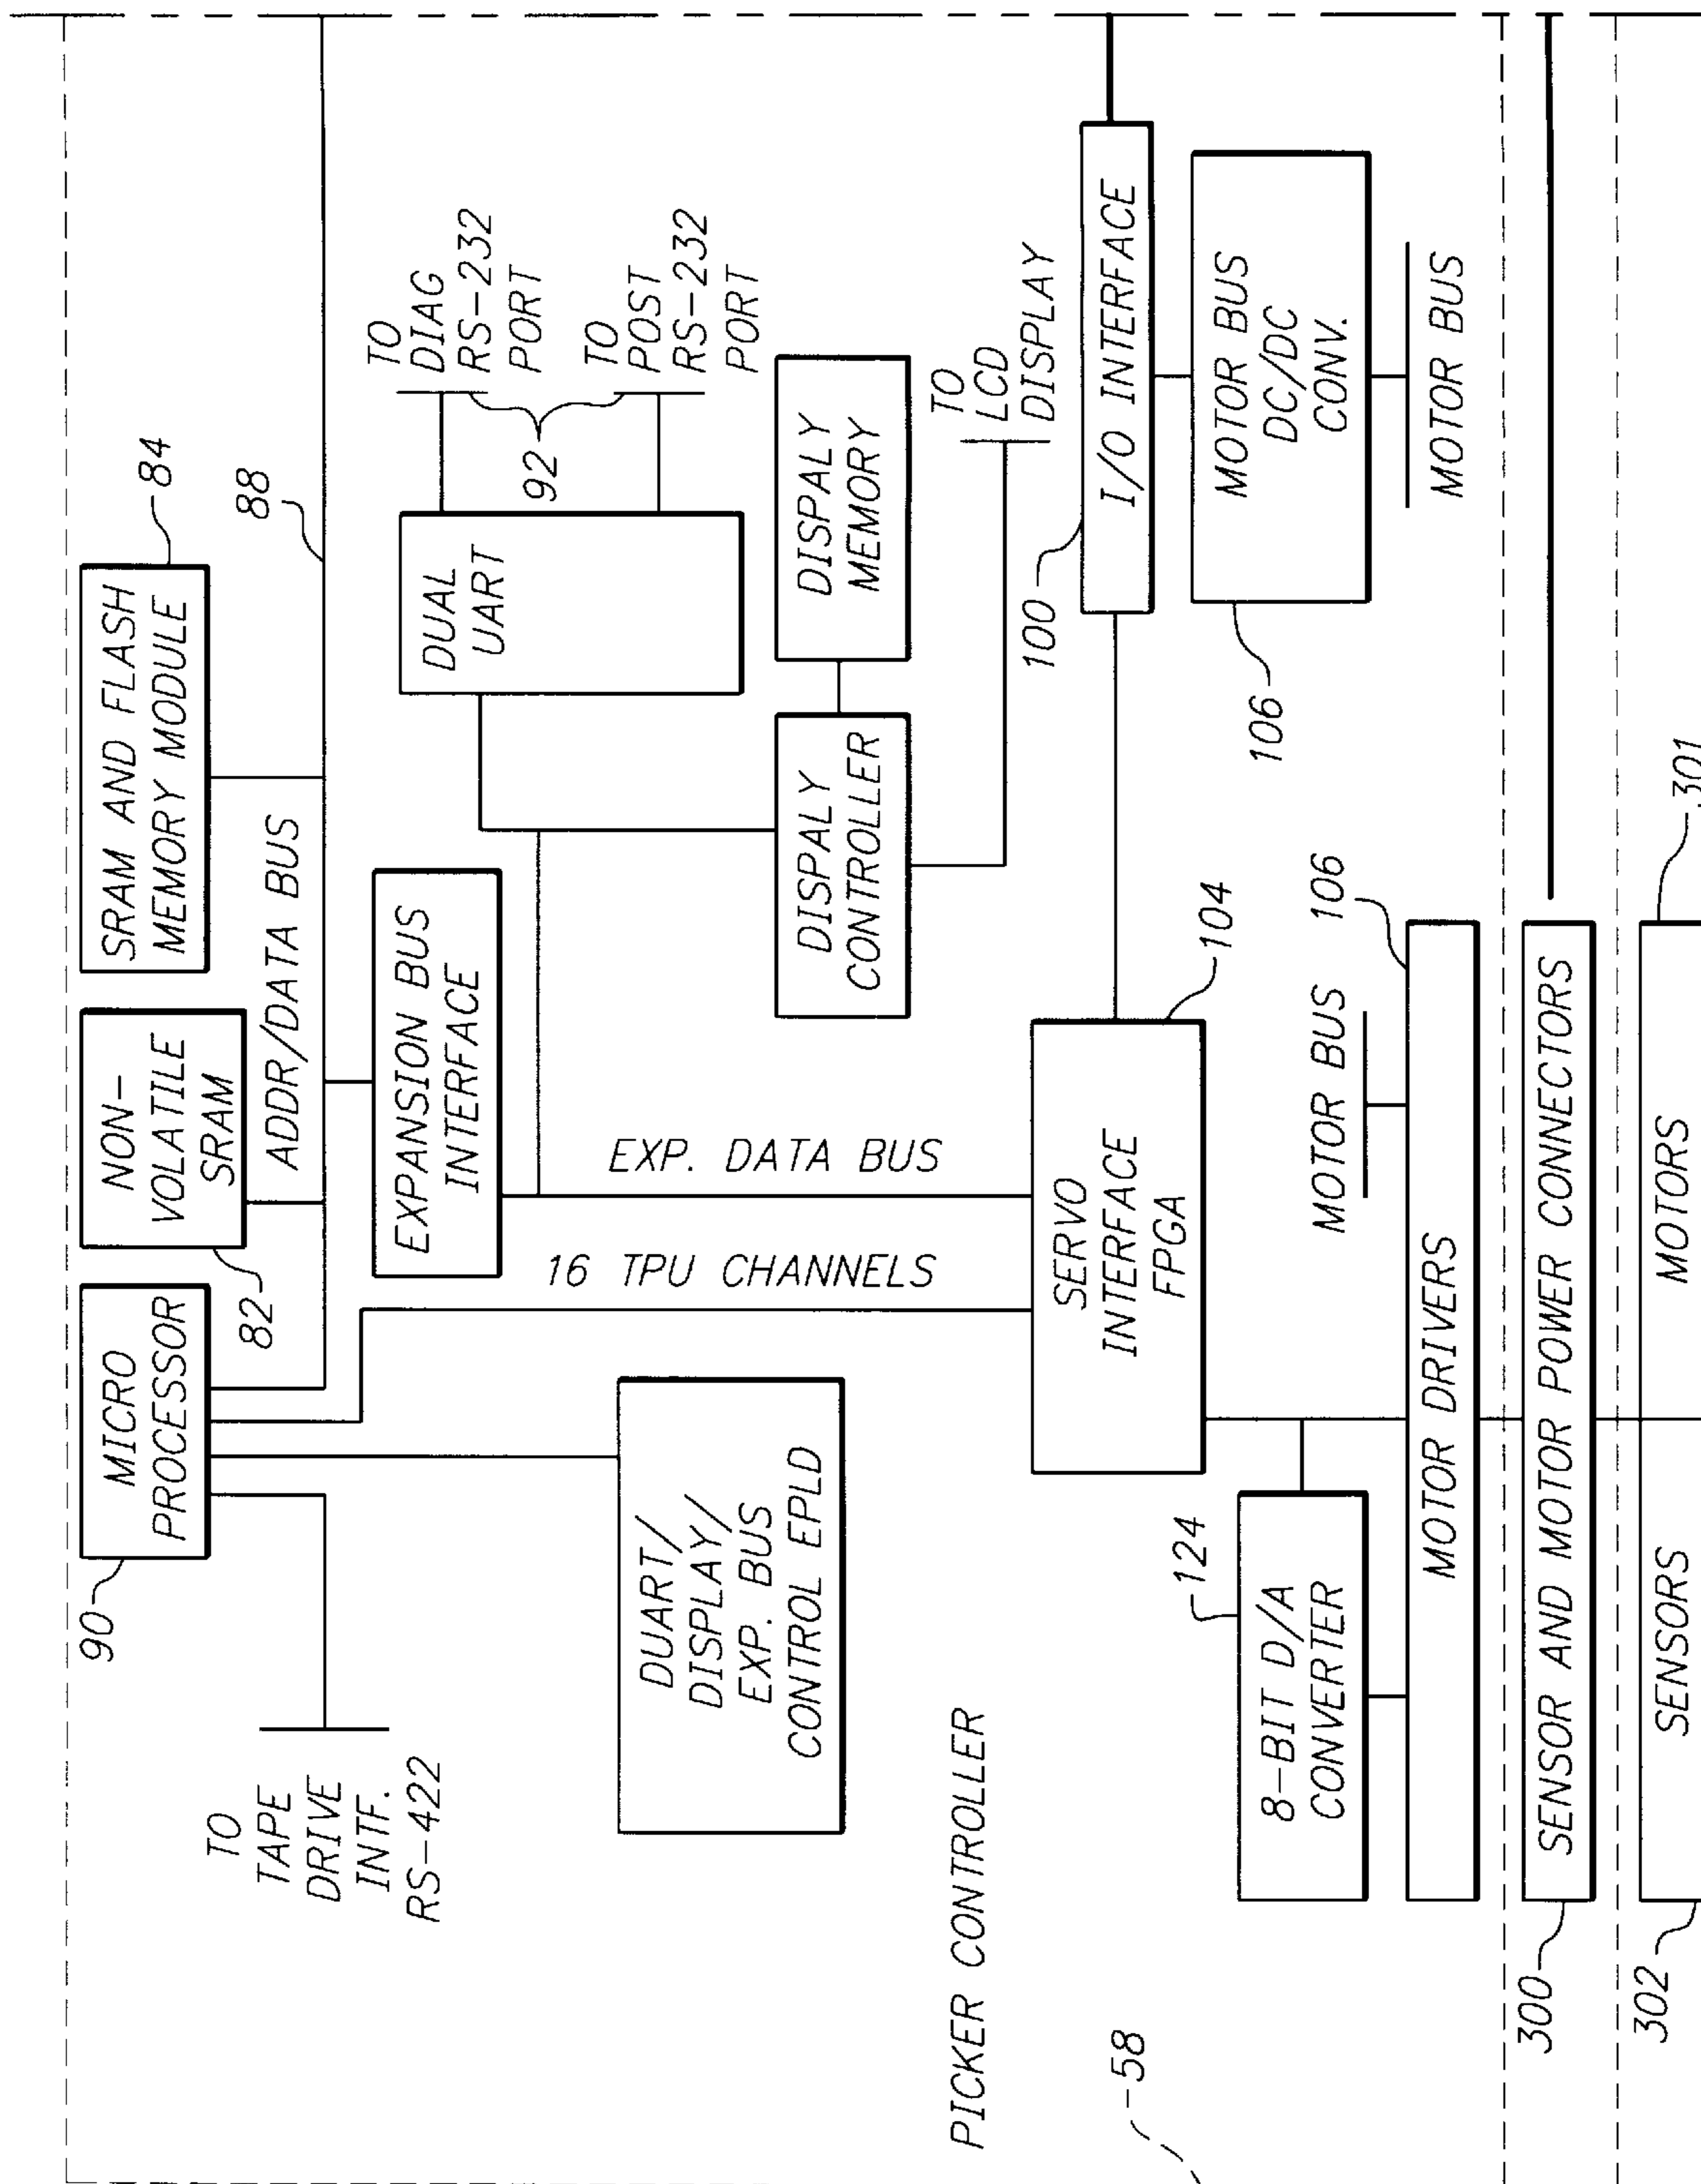 TO
TAPE
DRIVE
INTF.
RS-422
90
MICRO
PROCESSOR
82
NON-
VOLATILE
SRAM
SRAM AND FLASH
MEMORY MODULE
84
ADDR/DATA BUS
88
EXPANSION BUS
INTERFACE
DUAL
UART
TO
DIAG
RS-232
PORT
92
TO
POST
RS-232
PORT
DUART/
DISPLAY/
EXP. BUS
CONTROL EPLD
16 TPU CHANNELS
EXP. DATA BUS
DISPALY
CONTROLLER
DISPALY
MEMORY
TO
LCD
DISPLAY
PICKER CONTROLLER
58
SERVO
INTERFACE
FPGA
104
100
I/O INTERFACE
MOTOR BUS
DC/DC
CONV.
106
MOTOR BUS
124
8-BIT D/A
CONVERTER
MOTOR BUS
106
MOTOR DRIVERS
300
SENSOR AND MOTOR POWER CONNECTORS
302
SENSORS
MOTORS
301